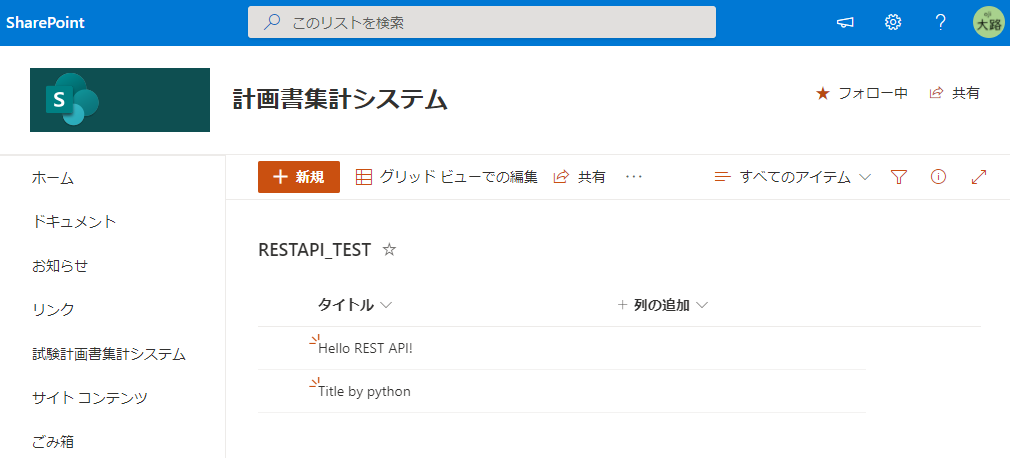 SharePoint
このリストを検索
大路
S
計画書集計システム
フォロー中
共有
ホーム
ドキュメント
お知らせ
リンク
試験計画書集計システム
サイト コンテンツ
ごみ箱
新規
グリッド ビューでの編集
共有
すべてのアイテム
RESTAPI_TEST
タイトル
列の追加
Hello REST API!
Title by python